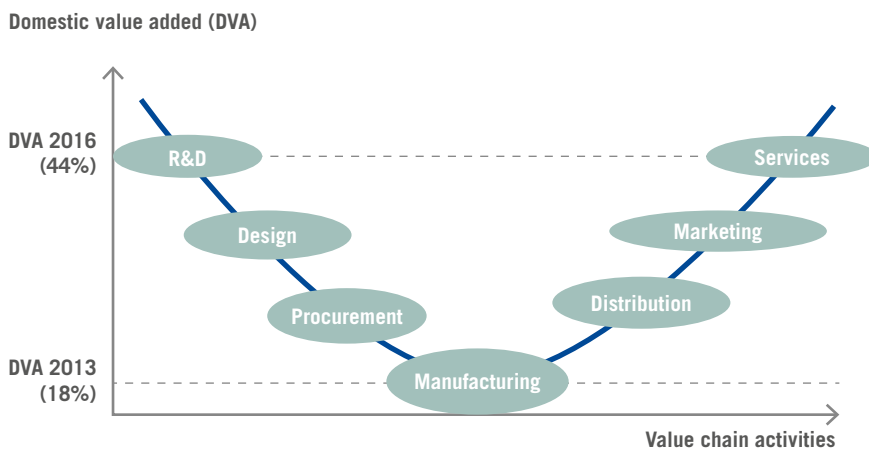 Domestic value added (DVA)
DVA 2016
(44%)
R&D
Services
Design
Marketing
Procurement
Distribution
DVA 2013
(18%)
Manufacturing
Value chain activities